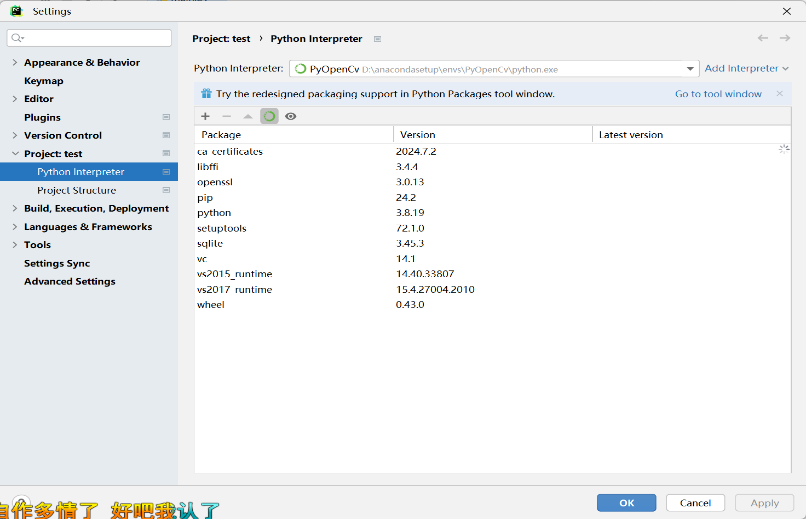 Settings
Project: test › Python Interpreter
Python Interpreter: PyOpenCv D:\anacondasetup\envs\PyOpenCv\python.exe Add Interpreter
Try the redesigned packaging support in Python Packages tool window. Go to tool window
Appearance & Behavior
Keymap
Editor
Plugins
Version Control
Project: test
Python Interpreter
Project Structure
Build, Execution, Deployment
Languages & Frameworks
Tools
Settings Sync
Advanced Settings
Package Version Latest version
ca-certificates 2024.7.2
libffi 3.4.4
openssl 3.0.13
pip 24.2
python 3.8.19
setuptools 72.1.0
sqlite 3.45.3
vc 14.1
vs2015_runtime 14.40.33807
vs2017_runtime 15.4.27004.2010
wheel 0.43.0
自作多情了 好吧我认了
OK Cancel Apply